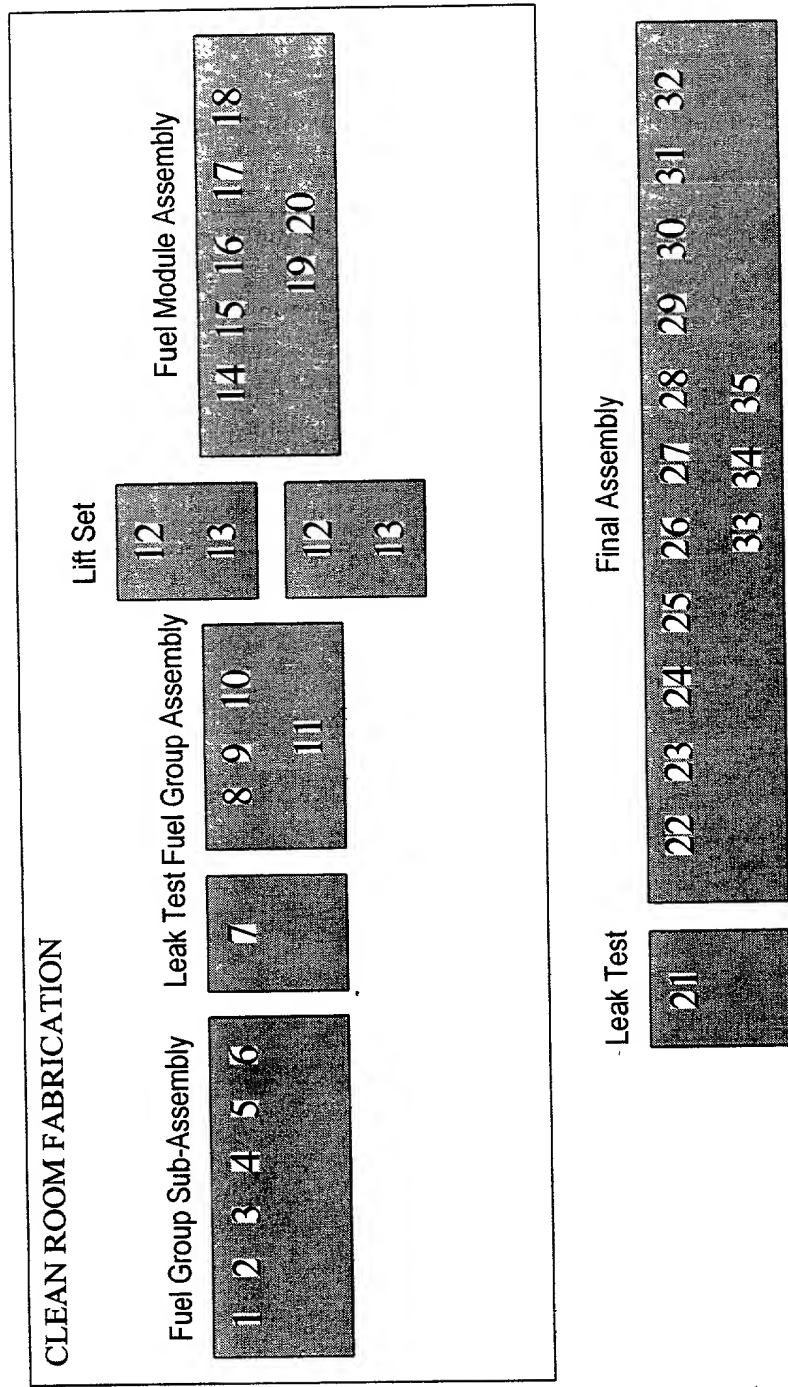 CLEAN ROOM FABRICATION
Fuel Group Sub-Assembly
1 2 3 4 5 6
Leak Test
7
Fuel Group Assembly
8 9 10
11
Lift Set
12
13
12
13
Fuel Module Assembly
14 15 16 17 18
19 20
Leak Test
21
Final Assembly
22 23 24 25 26 27 28 29 30 31 32
33 34 35